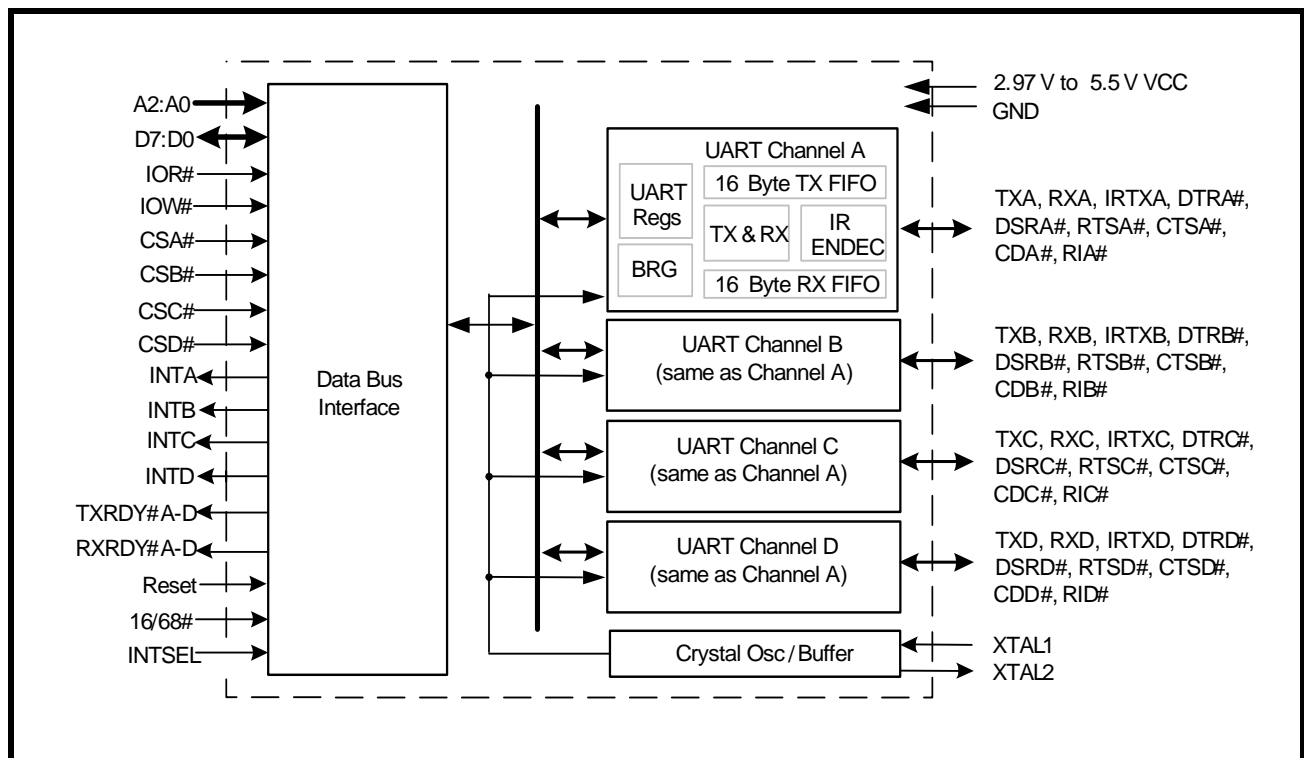 A2:A0
D7:D0
IOR#
IOW#
CSA#
CSB#
CSC#
CSD#
INTA
INTB
INTC
INTD
TXRDY# A-D
RXRDY# A-D
Reset
16/68#
INTSEL
Data Bus
Interface
UART Channel A
UART
Regs
BRG
16 Byte TX FIFO
TX & RX
IR
ENDEC
16 Byte RX FIFO
UART Channel B
(same as Channel A)
UART Channel C
(same as Channel A)
UART Channel D
(same as Channel A)
Crystal Osc / Buffer
2.97 V to 5.5 V VCC
GND
TXA, RXA, IRTXA, DTRA#,
DSRA#, RTSA#, CTSA#,
CDA#, RIA#
TXB, RXB, IRTXB, DTRB#,
DSRB#, RTSB#, CTSB#,
CDB#, RIB#
TXC, RXC, IRTXC, DTRC#,
DSRC#, RTSC#, CTSC#,
CDC#, RIC#
TXD, RXD, IRTXD, DTRD#,
DSRD#, RTSD#, CTSD#,
CDD#, RID#
XTAL1
XTAL2